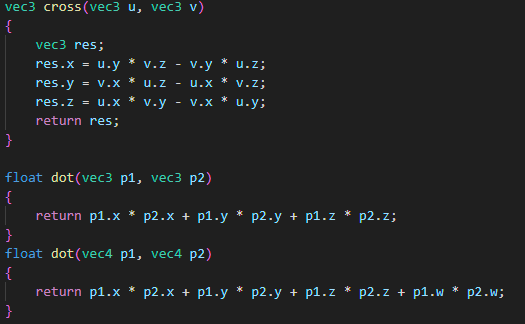 vec3 cross(vec3 u, vec3 v)
{
    vec3 res;
    res.x = u.y * v.z - v.y * u.z;
    res.y = v.x * u.z - u.x * v.z;
    res.z = u.x * v.y - v.x * u.y;
    return res;
}

float dot(vec3 p1, vec3 p2)
{
    return p1.x * p2.x + p1.y * p2.y + p1.z * p2.z;
}
float dot(vec4 p1, vec4 p2)
{
    return p1.x * p2.x + p1.y * p2.y + p1.z * p2.z + p1.w * p2.w;
}